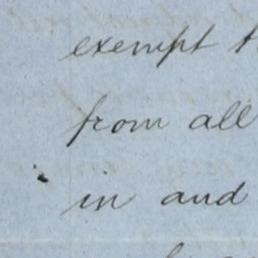 exempt
from all
in and